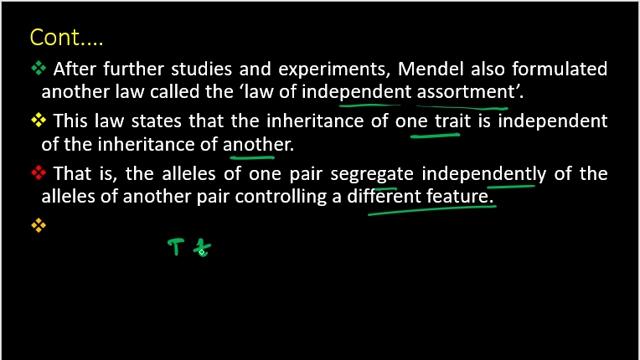 Cont....
After further studies and experiments, Mendel also formulated
another law called the ‘law of independent assortment’.
This law states that the inheritance of one trait is independent
of the inheritance of another.
That is, the alleles of one pair segregate independently of the
alleles of another pair controlling a different feature.
T t